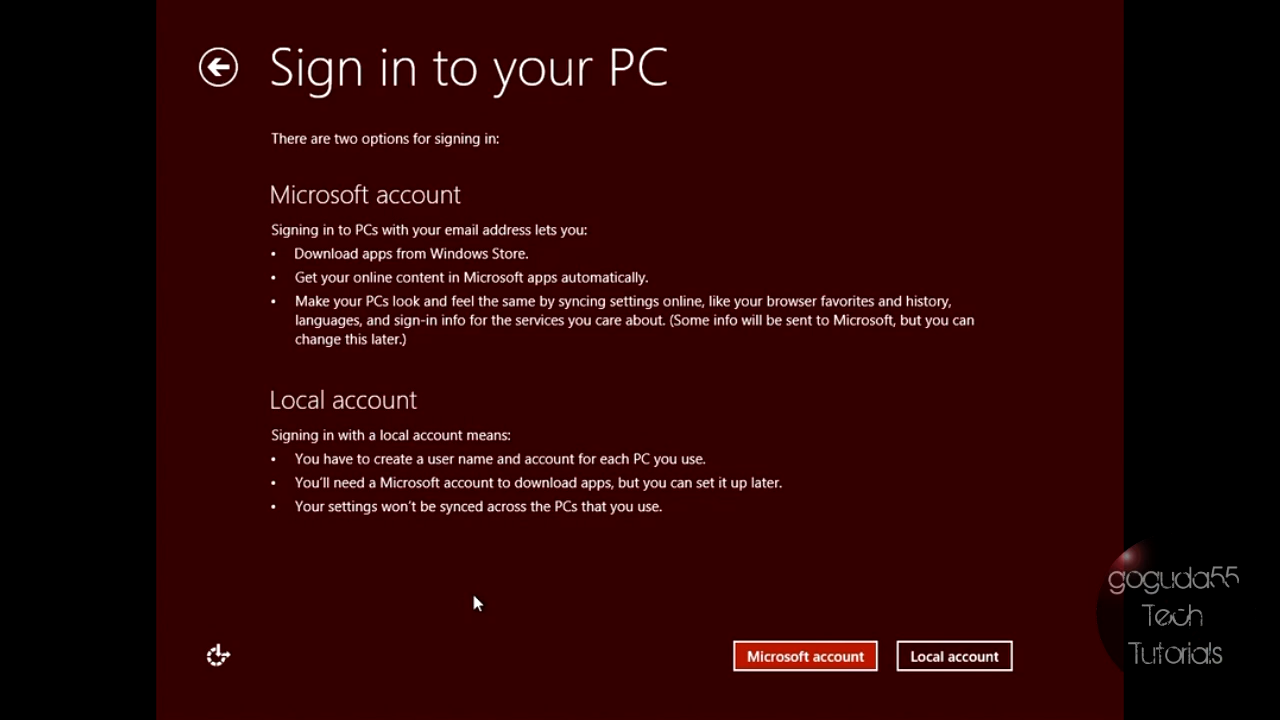 Sign in to your PC
There are two options for signing in:
Microsoft account
Signing in to PCs with your email address lets you:
• Download apps from Windows Store.
• Get your online content in Microsoft apps automatically.
• Make your PCs look and feel the same by syncing settings online, like your browser favorites and history,
languages, and sign-in info for the services you care about. (Some info will be sent to Microsoft, but you can
change this later.)
Local account
Signing in with a local account means:
• You have to create a user name and account for each PC you use.
• You'll need a Microsoft account to download apps, but you can set it up later.
• Your settings won't be synced across the PCs that you use.
Microsoft account
Local account
goguda55
Tech
Tutorials